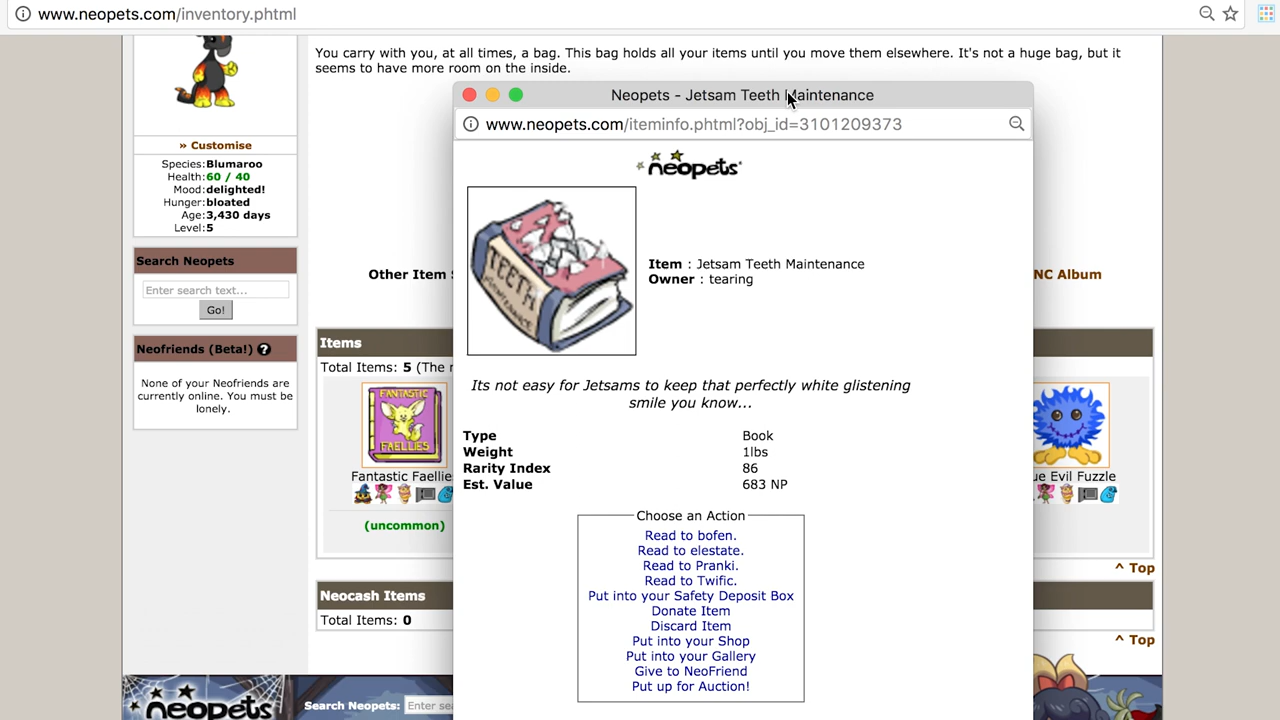 www.neopets.com/inventory.phtml
You carry with you, at all times, a bag. This bag holds all your items until you move them elsewhere. It's not a huge bag, but it
seems to have more room on the inside.
» Customise
Species: Blumaroo
Health: 60 / 40
Mood: delighted!
Hunger: bloated
Age: 3,430 days
Level: 5
Search Neopets
Enter search text...
Go!
Neofriends (Beta!) ?
None of your Neofriends are
currently online. You must be
lonely.
Other Item
NC Album
Items
Total Items: 5 (The
FANTASTIC
FAELLIES
Fantastic Faellie
(uncommon)
ue Evil Fuzzle
^ Top
Neocash Items
Total Items: 0
^ Top
neopets
Search Neopets: Enter sea
Neopets - Jetsam Teeth Maintenance
www.neopets.com/iteminfo.phtml?obj_id=3101209373
neopets
TEETH
MAINTENANCE
Item : Jetsam Teeth Maintenance
Owner : tearing
Its not easy for Jetsams to keep that perfectly white glistening
smile you know...
Type Book
Weight 1lbs
Rarity Index 86
Est. Value 683 NP
Choose an Action
Read to bofen.
Read to elestate.
Read to Pranki.
Read to Twific.
Put into your Safety Deposit Box
Donate Item
Discard Item
Put into your Shop
Put into your Gallery
Give to NeoFriend
Put up for Auction!